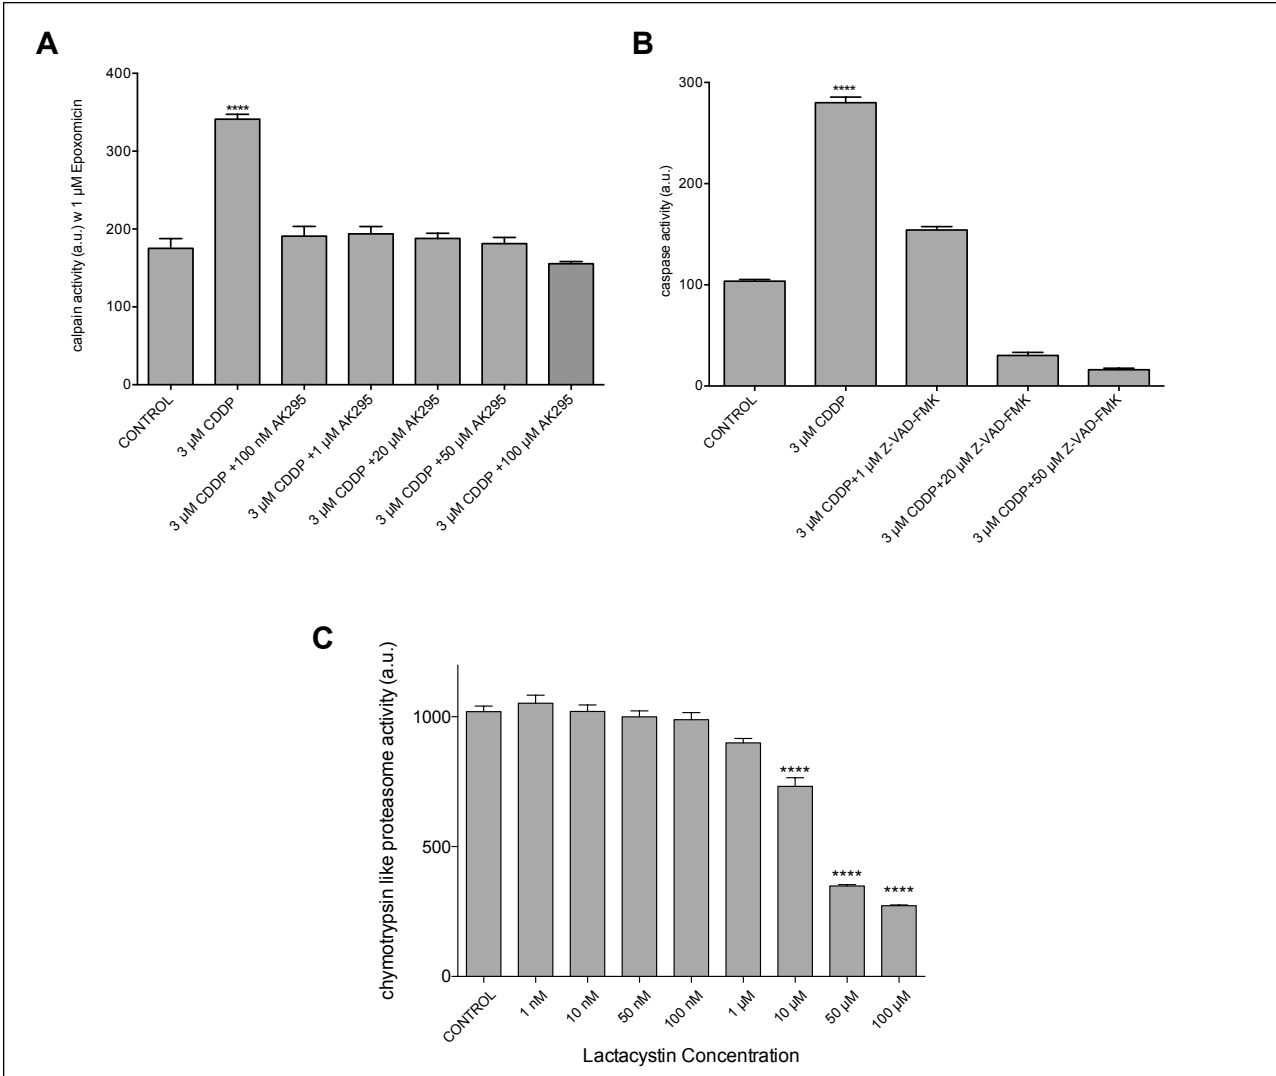 A
calpain activity (a.u.) w 1 µM Epoxomicin
400
300
200
100
0
****
CONTROL
3 µM CDDP
3 µM CDDP +100 nM AK295
3 µM CDDP +1 µM AK295
3 µM CDDP +20 µM AK295
3 µM CDDP +50 µM AK295
3 µM CDDP +100 µM AK295
B
caspase activity (a.u.)
300
200
100
0
****
CONTROL
3 µM CDDP
3 µM CDDP+1 µM Z-VAD-FMK
3 µM CDDP+20 µM Z-VAD-FMK
3 µM CDDP+50 µM Z-VAD-FMK
C
chymotrypsin like proteasome activity (a.u.)
1000
500
0
****
****
****
CONTROL
1 nM
10 nM
50 nM
100 nM
1 µM
10 µM
50 µM
100 µM
Lactacystin Concentration